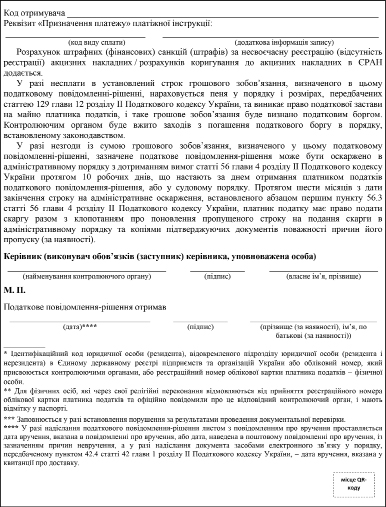 Код отримувача
Реквізит «Призначення платежу» платіжної інструкції:
(код виду сплати) (додаткова інформація запису)
Розрахунок штрафних (фінансових) санкцій (штрафів) за несвоєчасну реєстрацію (відсутність
реєстрації) акцизних накладних / розрахунків коригування до акцизних накладних в ЄРАН
додається.
У разі несплати в установлений строк грошового зобов'язання, визначеного в цьому
податковому повідомленні-рішенні, нараховується пеня у порядку і розмірах, передбачених
статтею 129 глави 12 розділу II Податкового кодексу України, та виникає право податкової застави
на майно платника податків, і таке грошове зобов'язання буде визнано податковим боргом.
Контролюючим органом буде вжито заходів з погашення податкового боргу в порядку,
встановленому законодавством.
У разі незгоди із сумою грошового зобов'язання, визначеного у цьому податковому
повідомленні-рішенні, зазначене податкове повідомлення-рішення може бути оскаржено в
адміністративному порядку з дотриманням вимог статті 56 глави 4 розділу II Податкового кодексу
України протягом 10 робочих днів, що настають за днем отримання платником податків
податкового повідомлення-рішення, або у судовому порядку. Протягом шести місяців з дати
закінчення строку на адміністративне оскарження, встановленого абзацом першим пункту 56.3
статті 56 глави 4 розділу II Податкового кодексу України, платник податку має право подати
скаргу разом з клопотанням про поновлення пропущеного строку на подання скарги в
адміністративному порядку та копіями підтверджуючих документів поважності причин його
пропуску (за наявності).
Керівник (виконувач обов'язків (заступник) керівника, уповноважена особа)
(найменування контролюючого органу) (підпис) (власне ім'я, прізвище)
М. П.
Податкове повідомлення-рішення отримав
(дата)**** (підпис) (прізвище (за наявності), ім'я, по
батькові (за наявності))
* Ідентифікаційний код юридичної особи (резидента), відокремленого підрозділу юридичної особи (резидента і
нерезидента) в Єдиному державному реєстрі підприємств та організацій України або обліковий номер, який
присвоюється контролюючими органами, або реєстраційний номер облікової картки платника податків – фізичної
особи.
** Для фізичних осіб, які через свої релігійні переконання відмовляються від прийняття реєстраційного номера
облікової картки платника податків та офіційно повідомили про це відповідний контролюючий орган, і мають
відмітку у паспорті.
*** Заповнюється у разі встановлення порушення за результатами проведення документальної перевірки.
**** У разі надіслання податкового повідомлення-рішення листом з повідомленням про вручення проставляється
дата вручення, вказана в повідомленні про вручення, або дата, наведена в поштовому повідомленні про вручення, із
зазначенням причин невручення, а у разі надіслання документа засобами електронного зв'язку у порядку,
передбаченому пунктом 42.4 статті 42 глави 1 розділу II Податкового кодексу України, – дата вручення, вказана у
квитанції про доставку.
місце QR-
коду